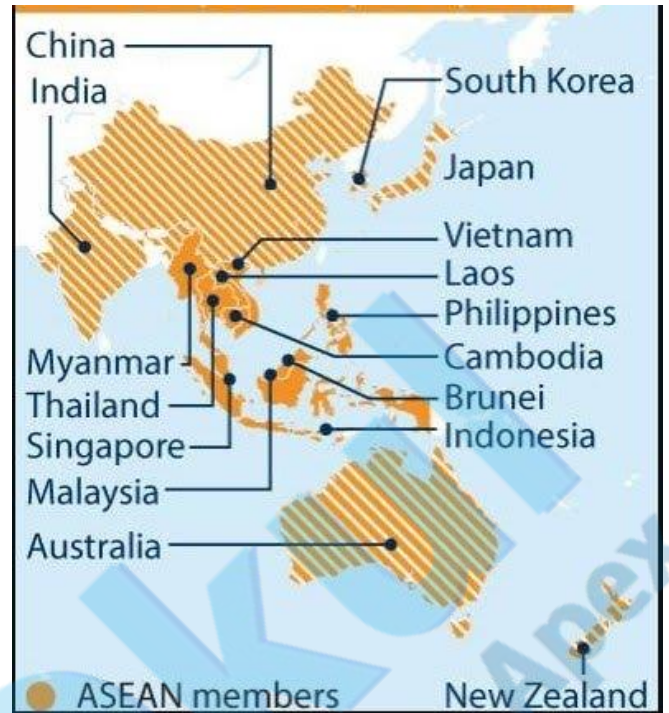 China
India
South Korea
Japan
Vietnam
Laos
Philippines
Cambodia
Brunei
Indonesia
Myanmar
Thailand
Singapore
Malaysia
Australia
ASEAN members
New Zealand
Apex